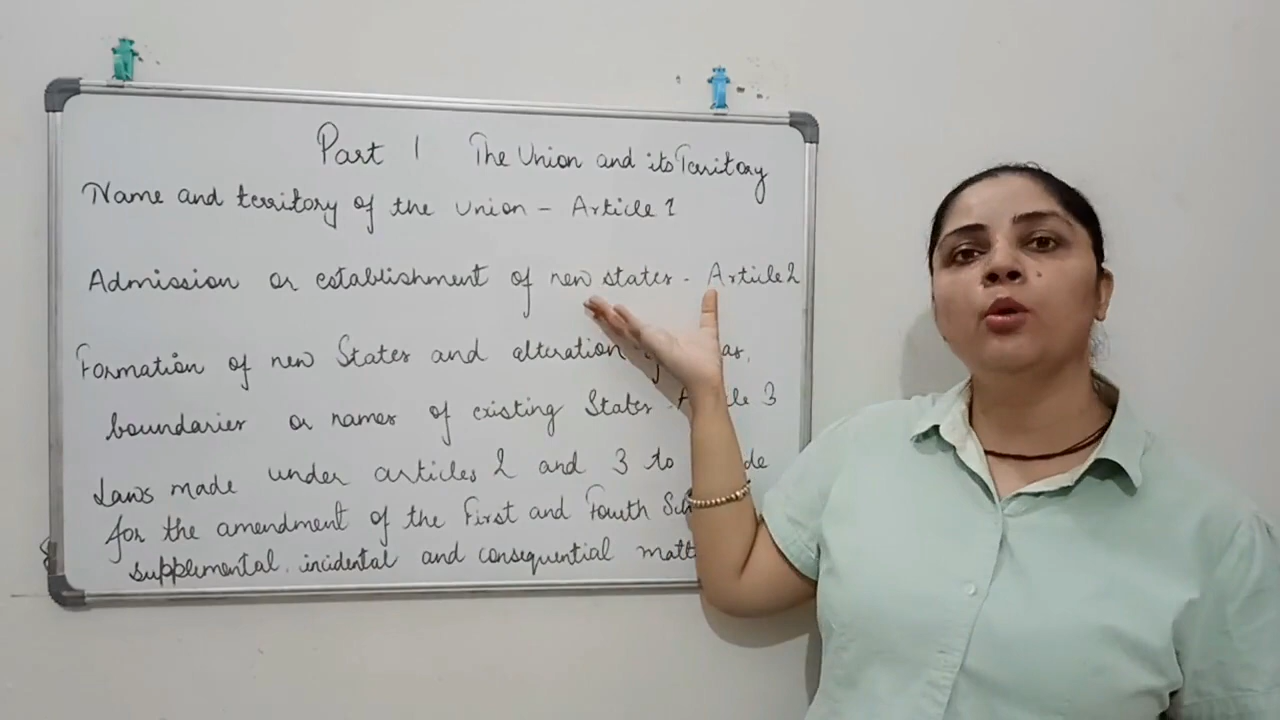 Part 1 The Union and its Territory
Name and territory of the Union - Article 1
Admission or establishment of new states - Article 2
Formation of new States and alteration
boundaries or names of existing States 3
Laws made under articles 2 and 3 to
for the amendment of the First and Fourth
supplemental, incidental and consequential